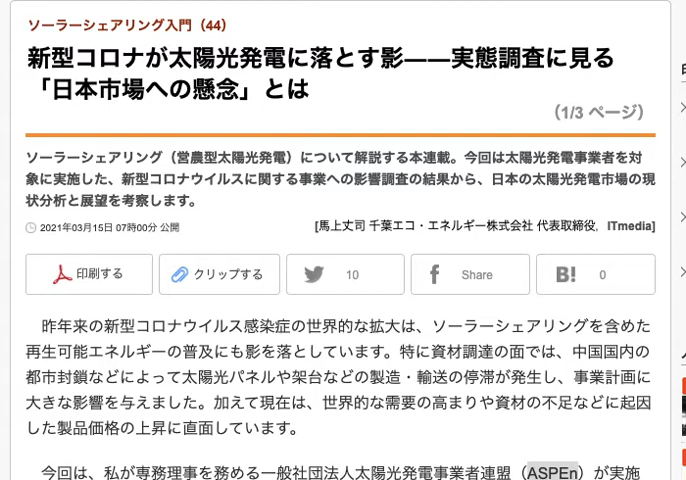 ソーラーシェアリング入門（44）
新型コロナが太陽光発電に落とす影――実態調査に見る
「日本市場への懸念」とは
（1/3 ページ）
ソーラーシェアリング（営農型太陽光発電）について解説する本連載。今回は太陽光発電事業者を対
象に実施した、新型コロナウイルスに関する事業への影響調査の結果から、日本の太陽光発電市場の現
状分析と展望を考察します。
2021年03月15日 07時00分 公開
[馬上丈司 千葉エコ・エネルギー株式会社 代表取締役，ITmedia]
印刷する
クリップする
10
Share
B! 0
昨年来の新型コロナウイルス感染症の世界的な拡大は、ソーラーシェアリングを含めた
再生可能エネルギーの普及にも影を落としています。特に資材調達の面では、中国国内の
都市封鎖などによって太陽光パネルや架台などの製造・輸送の停滞が発生し、事業計画に
大きな影響を与えました。加えて現在は、世界的な需要の高まりや資材の不足などに起因
した製品価格の上昇に直面しています。
今回は、私が専務理事を務める一般社団法人太陽光発電事業者連盟（ASPEn）が実施